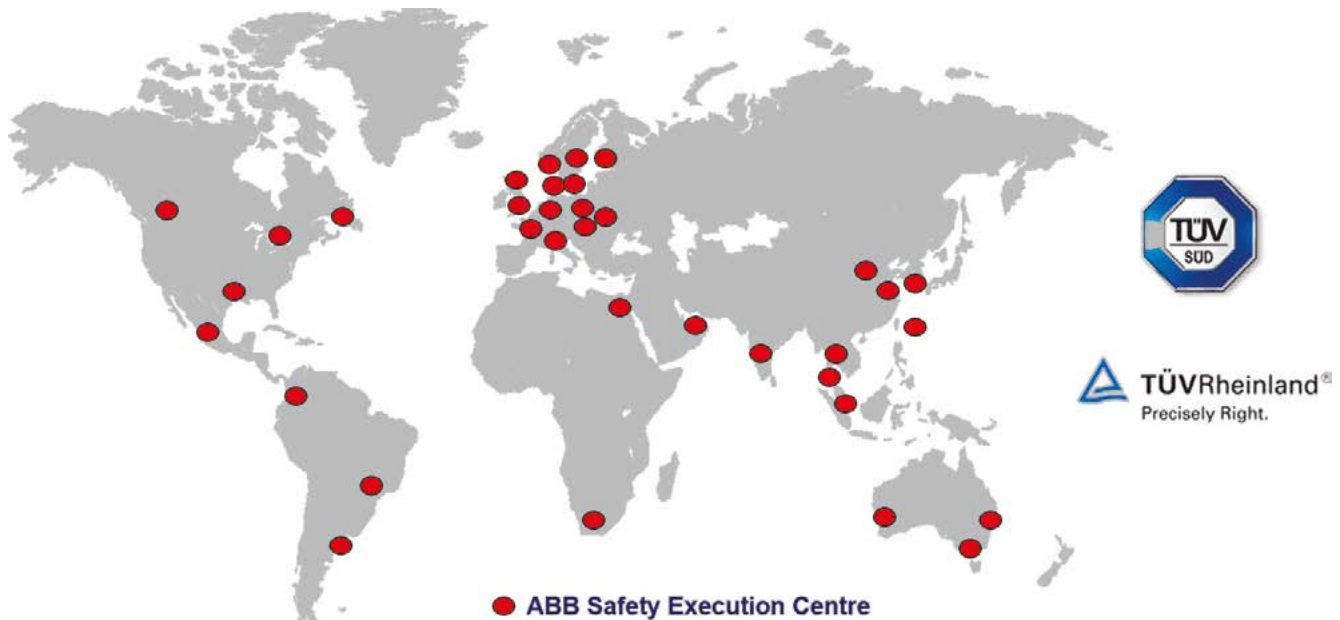 TÜV
SÜD
TÜVRheinland®
Precisely Right.
ABB Safety Execution Centre